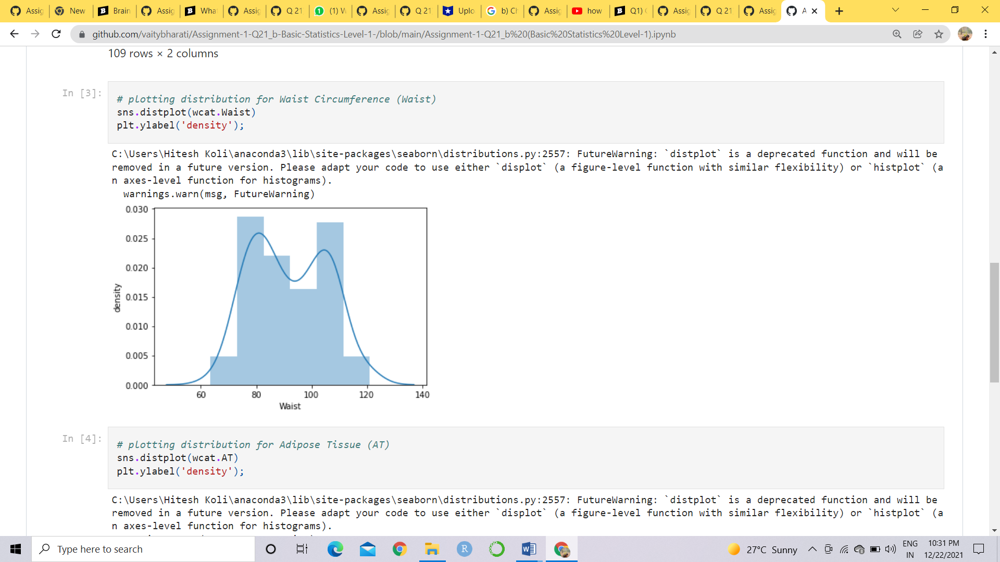 Assig
New
Brain
Assig
Wha
Assig
Q 21
(1) W
Assig
Q 21
Uplo
b) Ch
Assig
how
Q1) (
Assig
Q 21
Assig
A
github.com/vaitybharati/Assignment-1-Q21_b-Basic-Statistics-Level-1-/blob/main/Assignment-1-Q21_b%20(Basic%20Statistics%20Level-1).ipynb
109 rows × 2 columns
In [3]:
# plotting distribution for Waist Circumference (Waist)
sns.distplot(wcat.Waist)
plt.ylabel('density');
C:\Users\Hitesh Koli\anaconda3\lib\site-packages\seaborn\distributions.py:2557: FutureWarning: `distplot` is a deprecated function and will be
removed in a future version. Please adapt your code to use either `displot` (a figure-level function with similar flexibility) or `histplot` (a
n axes-level function for histograms).
warnings.warn(msg, FutureWarning)
0.030
0.025
0.020
0.015
0.010
0.005
0.000
density
60 80 100 120 140
Waist
In [4]:
# plotting distribution for Adipose Tissue (AT)
sns.distplot(wcat.AT)
plt.ylabel('density');
C:\Users\Hitesh Koli\anaconda3\lib\site-packages\seaborn\distributions.py:2557: FutureWarning: `distplot` is a deprecated function and will be
removed in a future version. Please adapt your code to use either `displot` (a figure-level function with similar flexibility) or `histplot` (a
n axes-level function for histograms).
Type here to search
27°C Sunny
ENG
IN
10:31 PM
12/22/2021